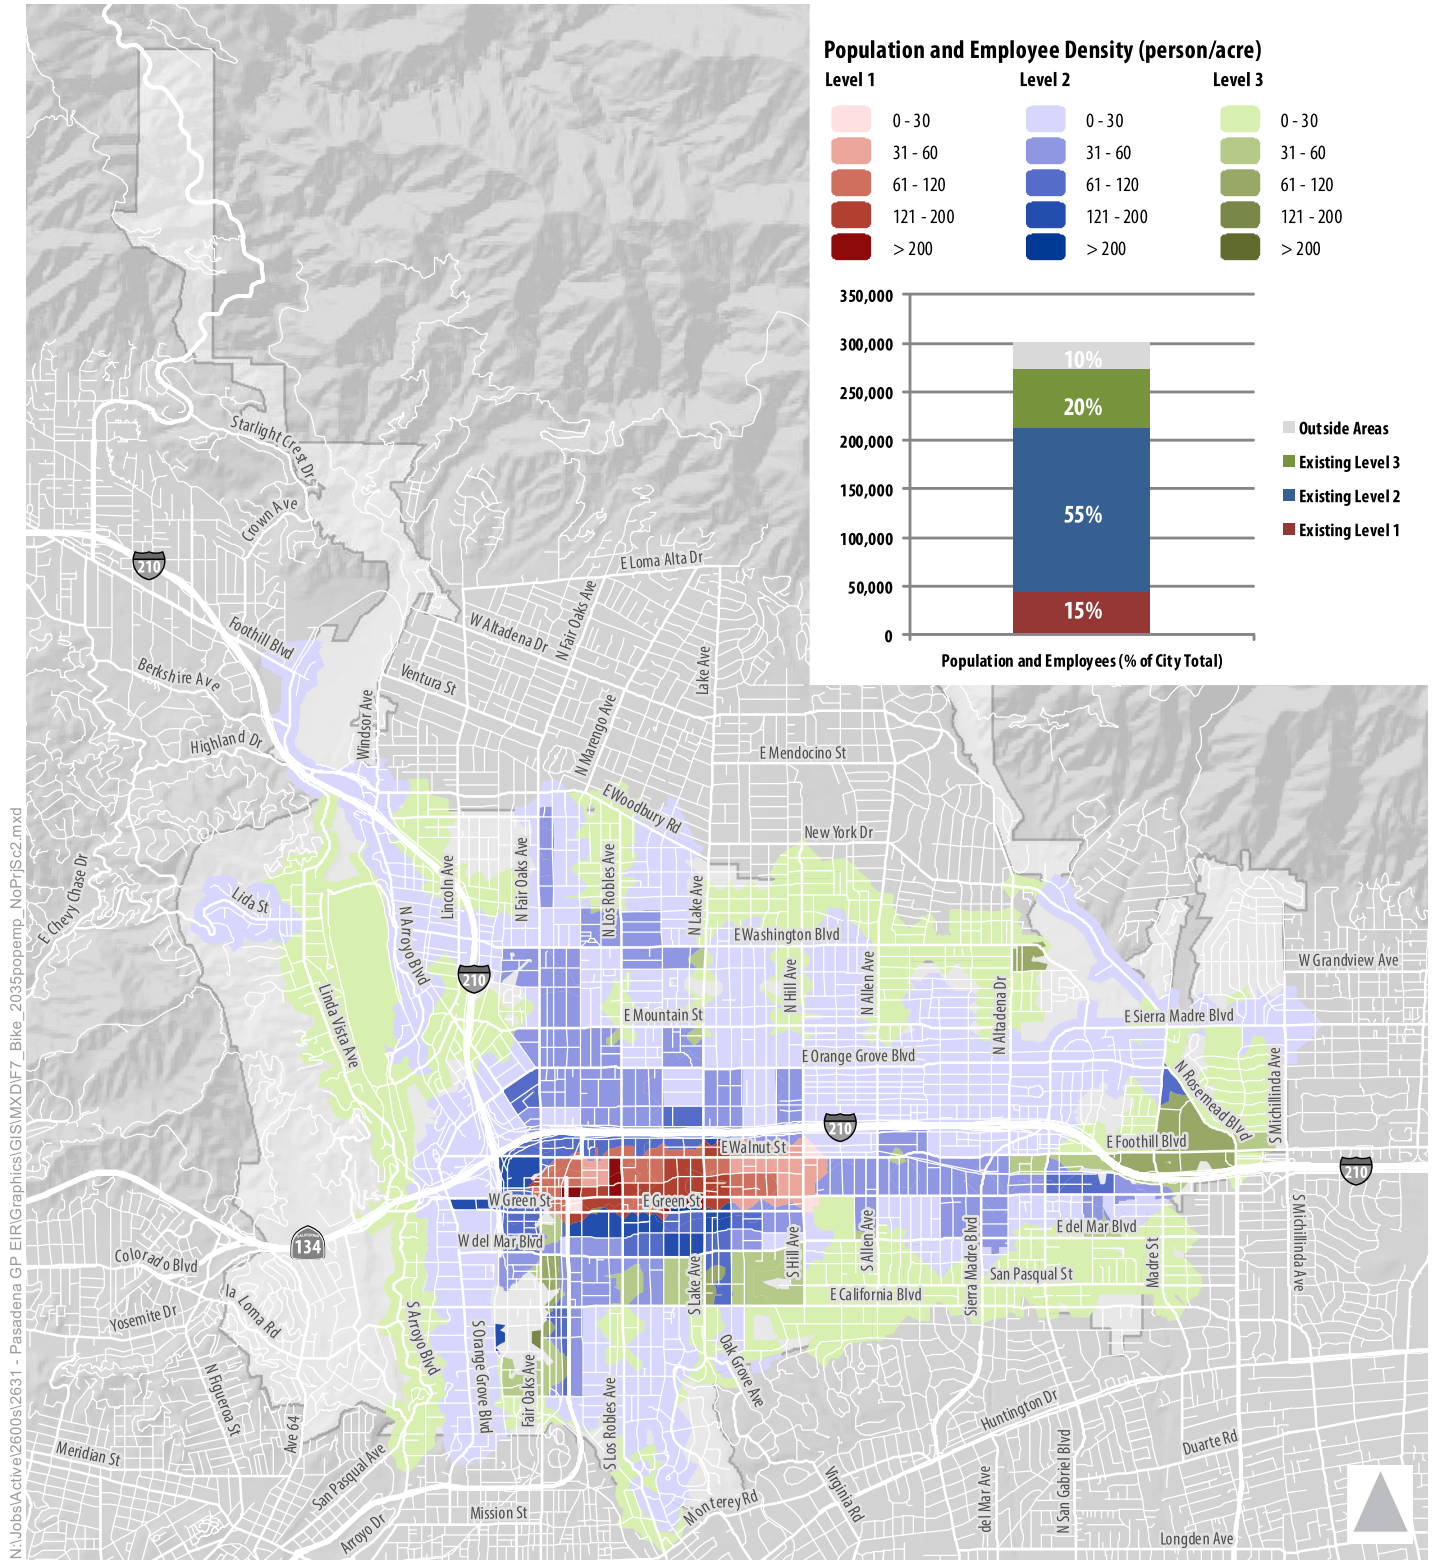 Population and Employee Density (person/acre)
Level 1
Level 2
Level 3
0 - 30
31 - 60
61 - 120
121 - 200
> 200
0 - 30
31 - 60
61 - 120
121 - 200
> 200
0 - 30
31 - 60
61 - 120
121 - 200
> 200
350,000
300,000
250,000
200,000
150,000
100,000
50,000
0
10%
20%
55%
15%
Outside Areas
Existing Level 3
Existing Level 2
Existing Level 1
Population and Employees (% of City Total)
Starlight Crest Dr
Crown Ave
210
E Loma Alta Dr
Foothill Blvd
W Altadena Dr
N Fair Oaks Ave
Berkshire Ave
Ventura St
Lake Ave
Windsor Ave
Highland Dr
N Marengo Ave
E Mendocino St
E Woodbury Rd
New York Dr
E Chevy Chase Dr
Lida St
Lincoln Ave
N Fair Oaks Ave
N Los Robles Ave
N Lake Ave
N Arroyo Blvd
E Washington Blvd
W Grandview Ave
210
N Hill Ave
N Allen Ave
Linda Vista Ave
E Mountain St
N Altadena Dr
E Sierra Madre Blvd
E Orange Grove Blvd
N Rosemead Blvd
S Michillinda Ave
210
E Walnut St
E Foothill Blvd
210
W Green St
E Green St
134
Colorado Blvd
W del Mar Blvd
S Hill Ave
S Allen Ave
Sierra Madre Blvd
E del Mar Blvd
Madre St
S Michillinda Ave
San Pasqual St
S Lake Ave
E California Blvd
Yosemite Dr
la Loma Rd
S Arroyo Blvd
S Orange Grove Blvd
Fair Oaks Ave
Oak Grove Ave
N Figueroa St
Ave 64
S Los Robles Ave
Huntington Dr
Meridian St
San Pasqual Ave
Duarte Rd
Arroyo Dr
Mission St
Monterey Rd
Virginia Rd
del Mar Ave
N San Gabriel Blvd
Longden Ave
N:\Jobs\Active\2600s\2631 - Pasadena GP EIR\Graphics\GIS\MXD\F7_Bike_2035popemp_NoPrjSc2.mxd